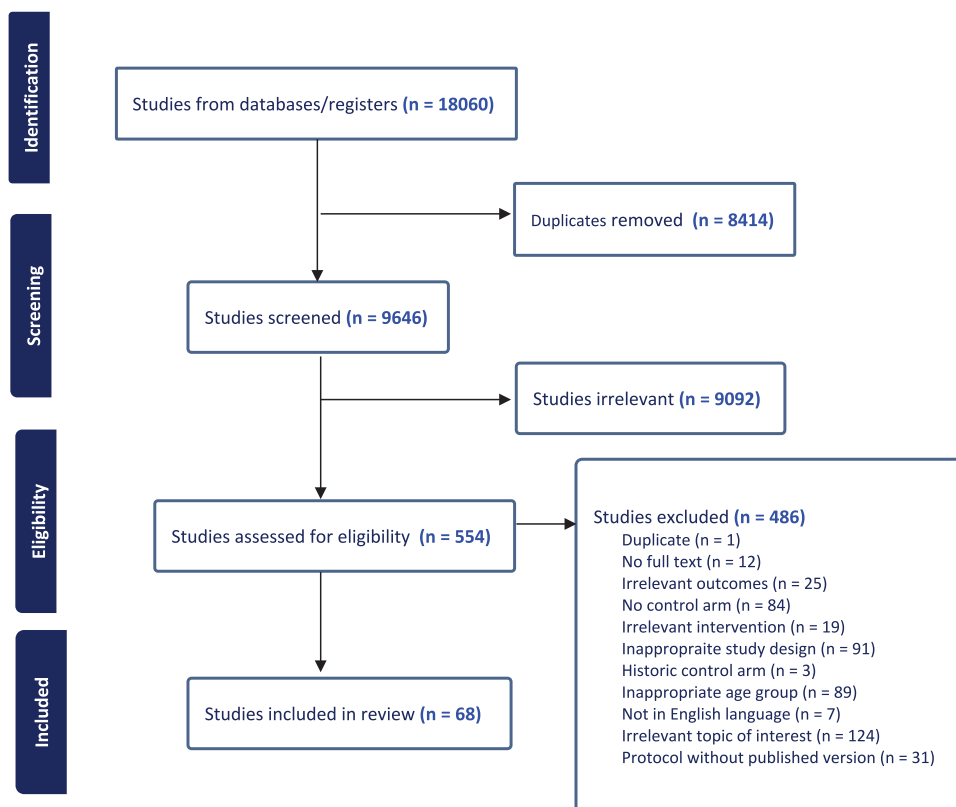 Identification
Studies from databases/registers (n = 18060)
Duplicates removed (n = 8414)
Screening
Studies screened (n = 9646)
Studies irrelevant (n = 9092)
Eligibility
Studies assessed for eligibility (n = 554)
Studies excluded (n = 486)
Duplicate (n = 1)
No full text (n = 12)
Irrelevant outcomes (n = 25)
No control arm (n = 84)
Irrelevant intervention (n = 19)
Inappropraite study design (n = 91)
Historic control arm (n = 3)
Inappropriate age group (n = 89)
Not in English language (n = 7)
Irrelevant topic of interest (n = 124)
Protocol without published version (n = 31)
Included
Studies included in review (n = 68)